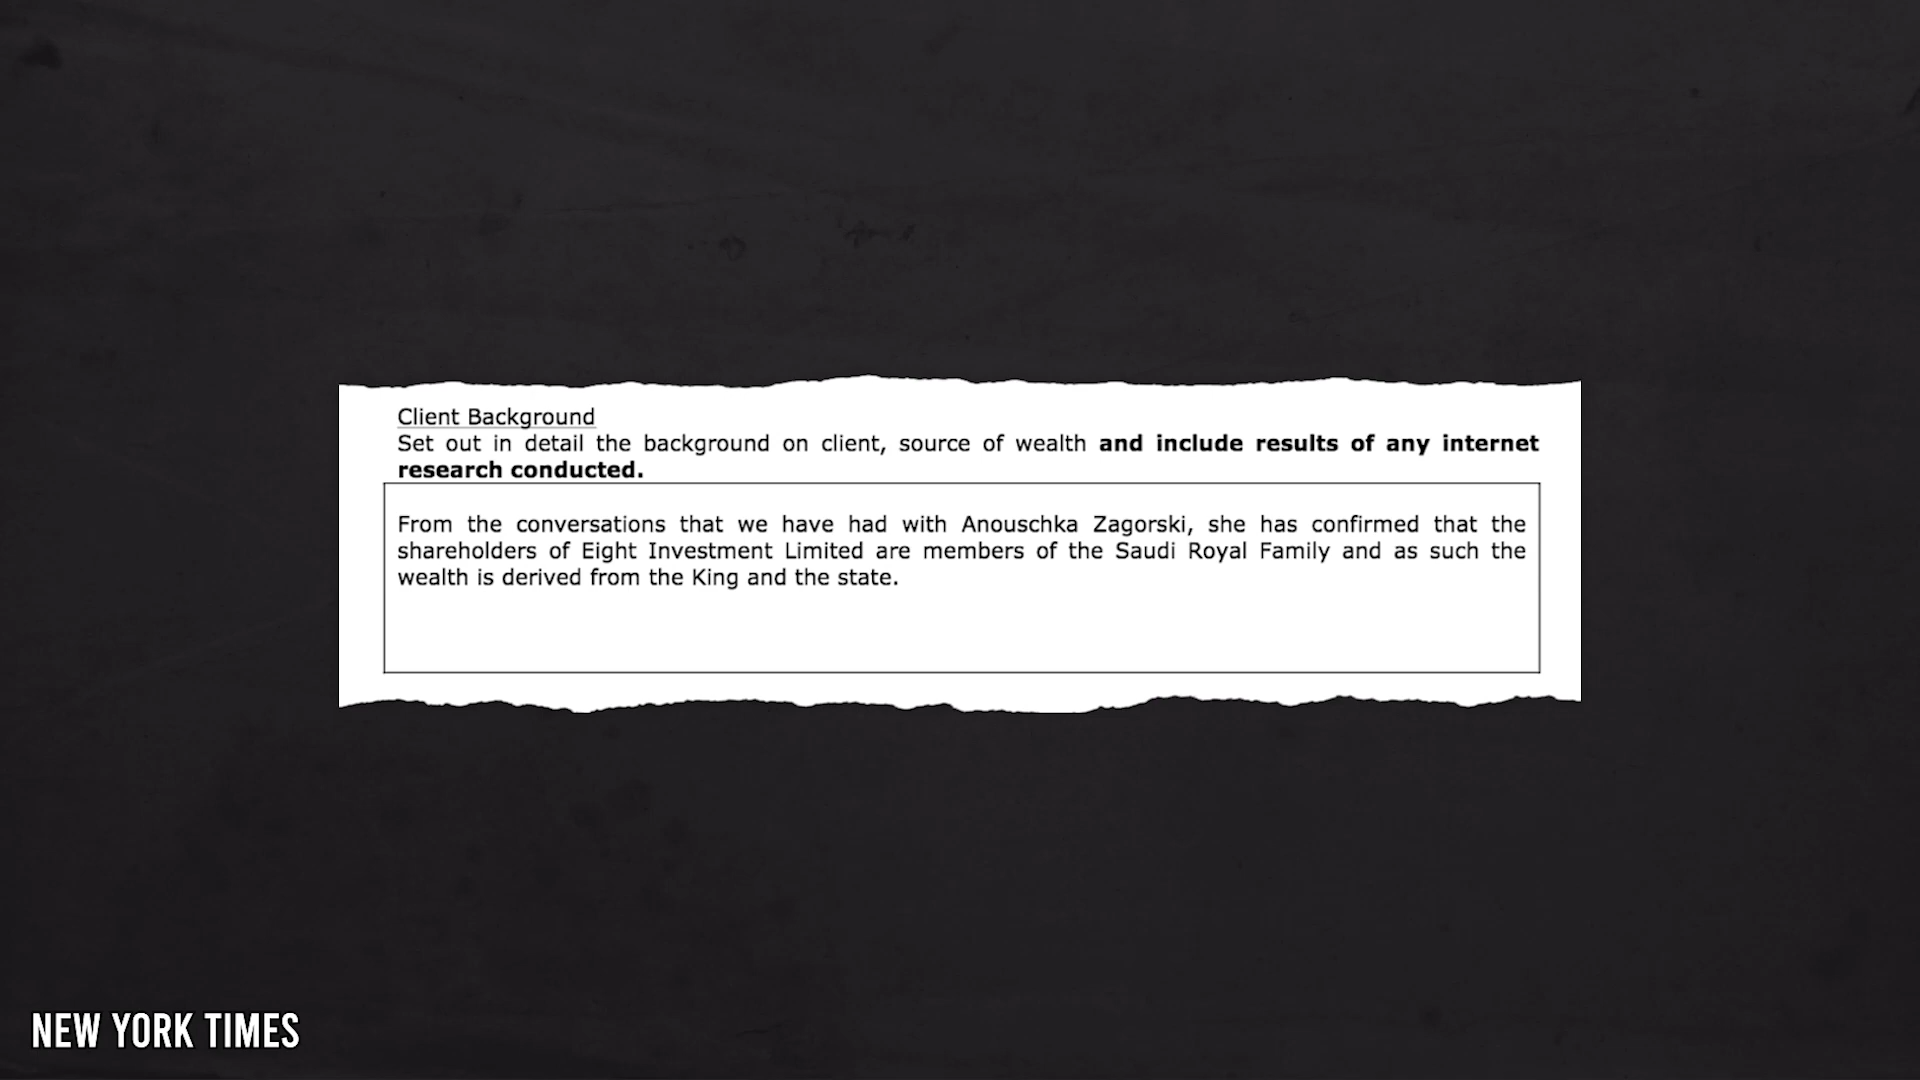 Client Background
Set out in detail the background on client, source of wealth and include results of any internet
research conducted.
From the conversations that we have had with Anouschka Zagorski, she has confirmed that the
shareholders of Eight Investment Limited are members of the Saudi Royal Family and as such the
wealth is derived from the King and the state.
NEW YORK TIMES